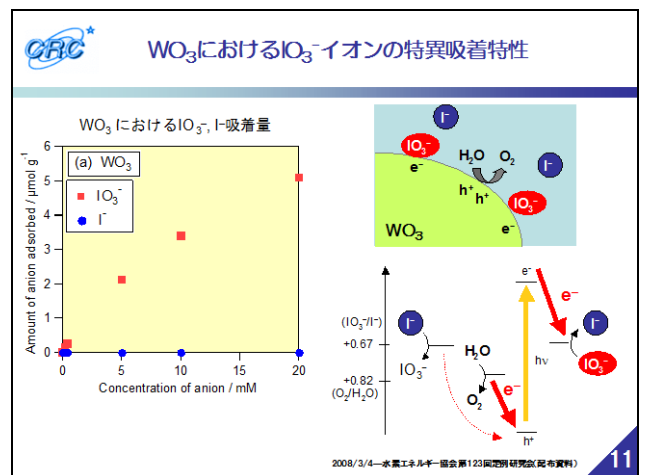 CRC*
WO3におけるIO3-イオンの特異吸着特性
WO3 におけるIO3-, I-吸着量
(a) WO3
IO3-
I-
Amount of anion adsorbed / μmol g-1
6
5
4
3
2
1
0
0
5
10
15
20
Concentration of anion / mM
I-
IO3-
e-
H2O O2
I-
h+
h+
IO3-
e-
WO3
e-
e-
(IO3-/I-)
+0.67
I-
IO3-
H2O
+0.82
(O2/H2O)
O2
e-
hν
I-
IO3-
h+
2008/3/4—水素エネルギー協会第123回定例研究会(配布資料)
11